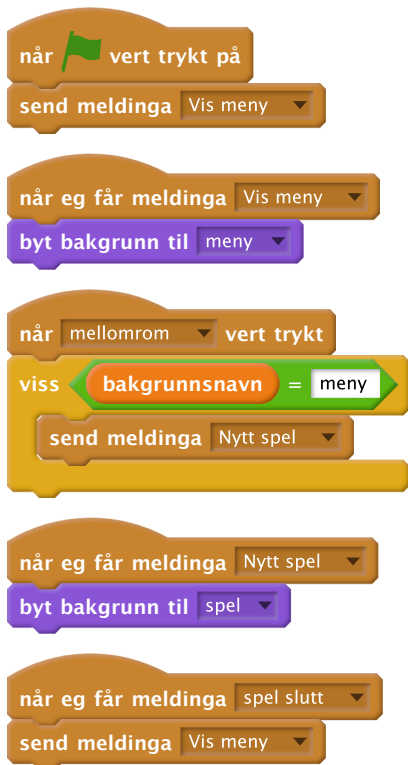 når vert trykt på
send meldinga Vis meny
når eg får meldinga Vis meny
byt bakgrunn til meny
når mellomrom vert trykt
viss bakgrunnsnavn = meny
send meldinga Nytt spel
når eg får meldinga Nytt spel
byt bakgrunn til spel
når eg får meldinga spel slutt
send meldinga Vis meny